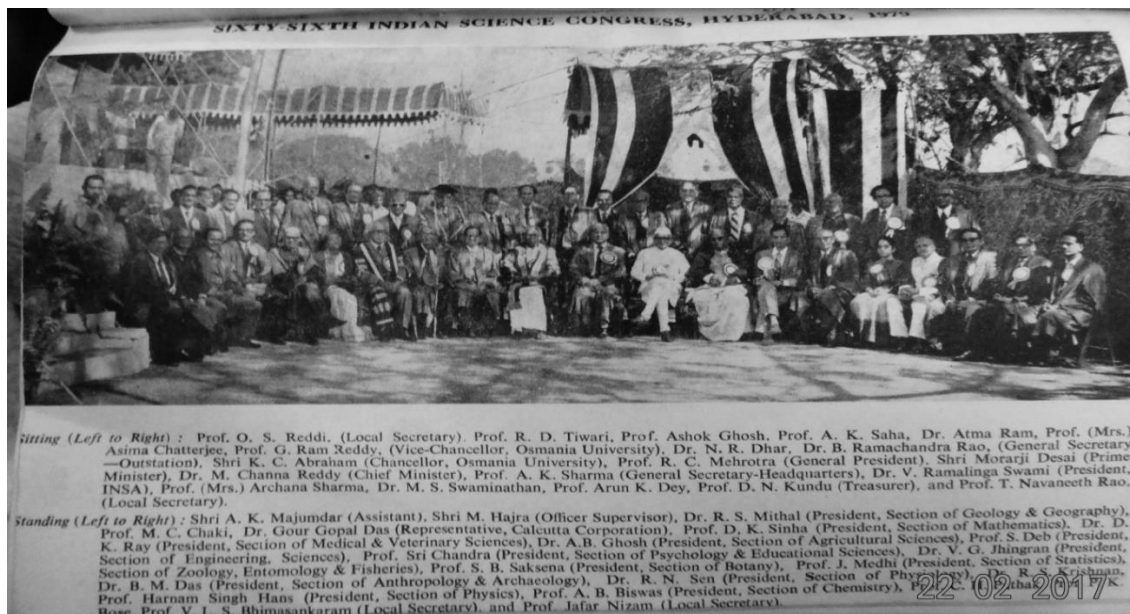 SIXTY-SIXTH INDIAN SCIENCE CONGRESS, HYDERABAD, 1979
Sitting (Left to Right) : Prof. O. S. Reddi, (Local Secretary), Prof. R. D. Tiwari, Prof. Ashok Ghosh, Prof. A. K. Saha, Dr. Atma Ram, Prof. (Mrs.)
Asima Chatterjee, Prof. G. Ram Reddy, (Vice-Chancellor, Osmania University), Dr. N. R. Dhar, Dr. B. Ramachandra Rao, (General Secretary
—Outstation), Shri K. C. Abraham (Chancellor, Osmania University), Prof. R. C. Mehrotra (General President), Shri Morarji Desai (Prime
Minister), Dr. M. Channa Reddy (Chief Minister), Prof. A. K. Sharma (General Secretary-Headquarters), Dr. V. Ramalinga Swami (President,
INSA), Prof. (Mrs.) Archana Sharma, Dr. M. S. Swaminathan, Prof. Arun K. Dey, Prof. D. N. Kundu (Treasurer), and Prof. T. Navaneeth Rao,
(Local Secretary).
Standing (Left to Right) : Shri A. K. Majumdar (Assistant), Shri M. Hajra (Officer Supervisor), Dr. R. S. Mithal (President, Section of Geology & Geography),
Prof. M. C. Chaki, Dr. Gour Gopal Das (Representative, Calcutta Corporation), Prof. D. K. Sinha (President, Section of Mathematics), Dr. D.
K. Ray (President, Section of Medical & Veterinary Sciences), Dr. A.B. Ghosh (President, Section of Agricultural Sciences), Prof. S. Deb (President,
Section of Engineering, Sciences), Prof. Sri Chandra (President, Section of Psychology & Educational Sciences), Dr. V. G. Jhingran (President,
Section of Zoology, Entomology & Fisheries), Prof. S. B. Saksena (President, Section of Botany), Prof. J. Medhi (President, Section of Statistics),
Dr. B. M. Das (President, Section of Anthropology & Archaeology), Dr. R. N. Sen (President, Section of Physiology), Dr. R. S. Krishnan,
Prof. Harnam Singh Hans (President, Section of Physics), Prof. A. B. Biswas (President, Section of Chemistry), K.
Bose, Prof. V. L. S. Bhimasankaram (Local Secretary), and Prof. Jafar Nizam (Local Secretary).
22 02 2017